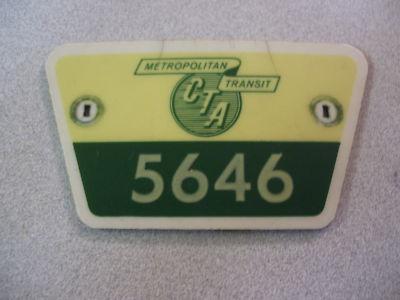 METROPOLITAN
TRANSIT
CTA
5646